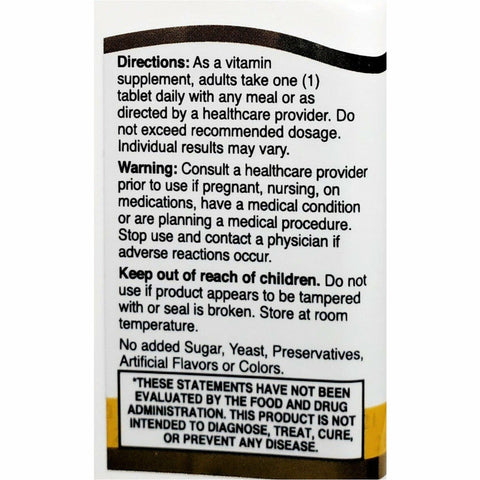 Directions: As a vitamin
supplement, adults take one (1)
tablet daily with any meal or as
directed by a healthcare provider. Do
not exceed recommended dosage.
Individual results may vary.
Warning: Consult a healthcare provider
prior to use if pregnant, nursing, on
medications, have a medical condition
or are planning a medical procedure.
Stop use and contact a physician if
adverse reactions occur.
Keep out of reach of children. Do not
use if product appears to be tampered
with or seal is broken. Store at room
temperature.
No added Sugar, Yeast, Preservatives,
Artificial Flavors or Colors.
*THESE STATEMENTS HAVE NOT BEEN
EVALUATED BY THE FOOD AND DRUG
ADMINISTRATION. THIS PRODUCT IS NOT
INTENDED TO DIAGNOSE, TREAT, CURE,
OR PREVENT ANY DISEASE.